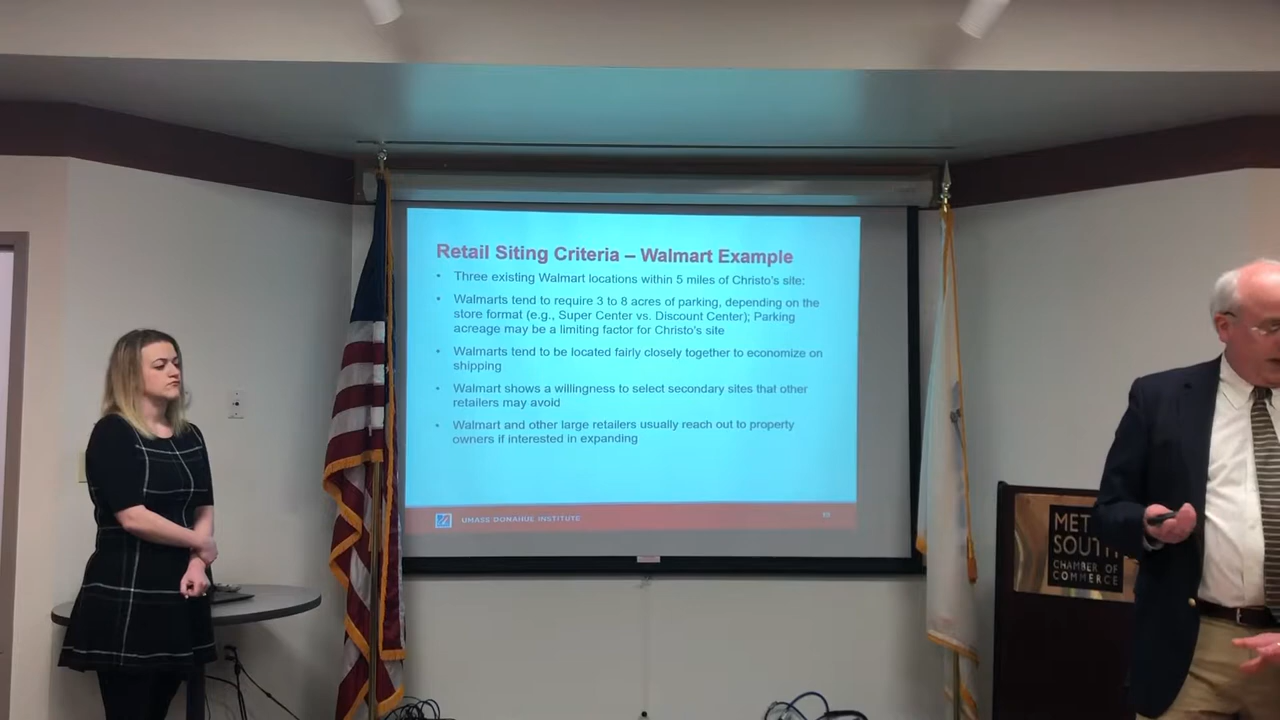 Retail Siting Criteria – Walmart Example
• Three existing Walmart locations within 5 miles of Christo's site:
• Walmarts tend to require 3 to 8 acres of parking, depending on the
store format (e.g., Super Center vs. Discount Center); Parking
acreage may be a limiting factor for Christo's site
• Walmarts tend to be located fairly closely together to economize on
shipping
• Walmart shows a willingness to select secondary sites that other
retailers may avoid
• Walmart and other large retailers usually reach out to property
owners if interested in expanding
UMASS DONAHUE INSTITUTE
MET
SOUTH
CHAMBER OF
COMMERCE